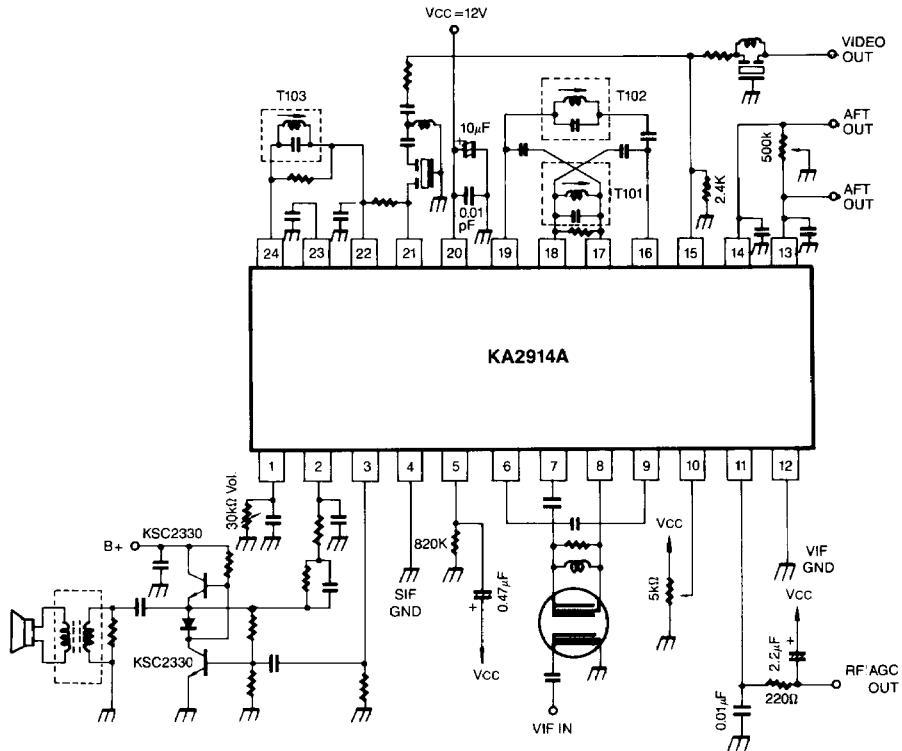 VCC=12V
VIDEO
OUT
T103
T102
10µF
+
AFT
OUT
500k
T101
2.4K
0.01
pF
AFT
OUT
24
23
22
21
20
19
18
17
16
15
14
13
KA2914A
1
2
3
4
5
6
7
8
9
10
11
12
30kΩ Vol.
KSC2330
B+
820K
VCC
VIF
GND
SIF
GND
0.47µF
+
5kΩ
VCC
2.2µF
+
KSC2330
VCC
RF AGC
OUT
220Ω
0.01µF
VIF IN